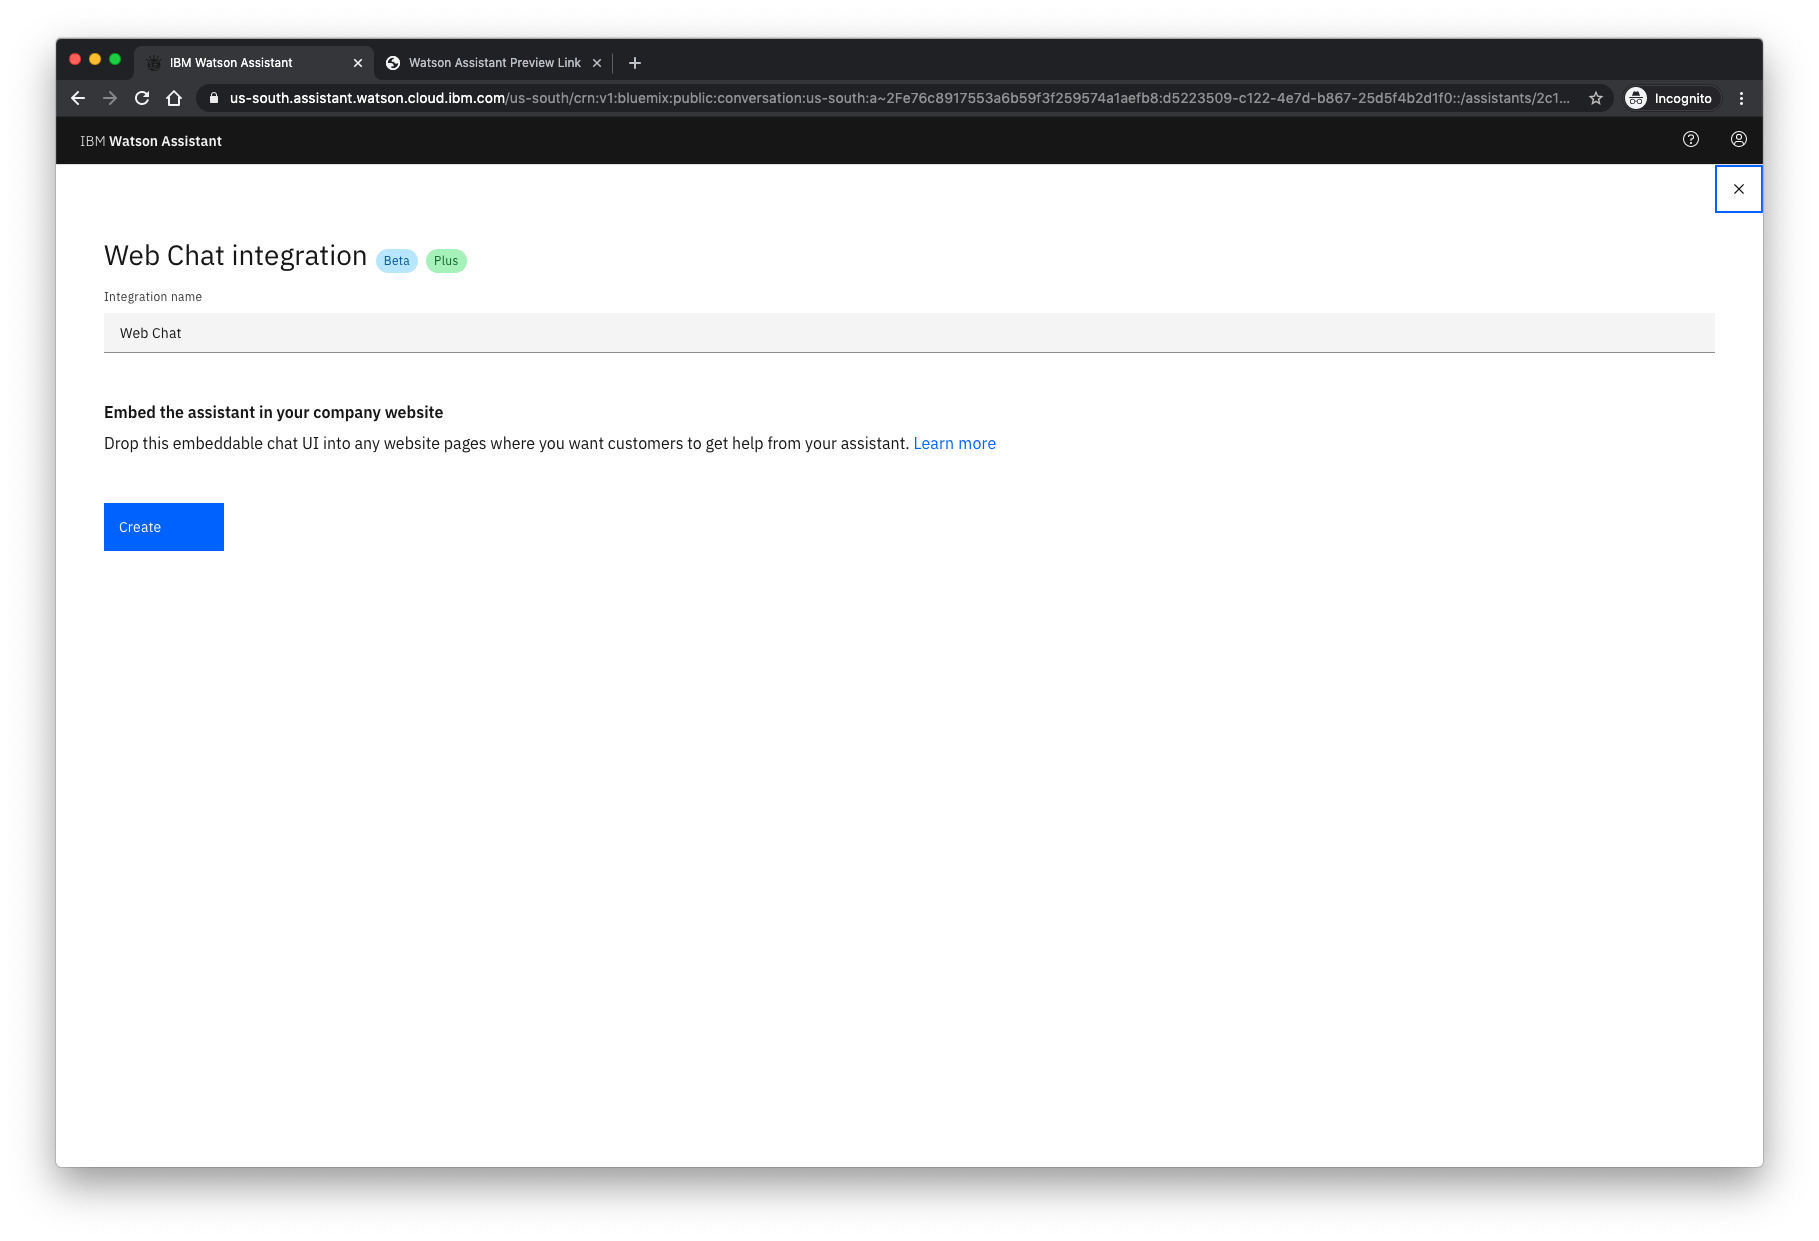 IBM Watson Assistant
Watson Assistant Preview Link
us-south.assistant.watson.cloud.ibm.com/us-south/crn:v1:bluemix:public:conversation:us-south:a~2Fe76c8917553a6b59f3f259574a1aefb8:d5223509-c122-4e7d-b867-25d5f4b2d1f0::/assistants/2c1...
Incognito
IBM Watson Assistant
Web Chat integration Beta Plus
Integration name
Web Chat
Embed the assistant in your company website
Drop this embeddable chat UI into any website pages where you want customers to get help from your assistant. Learn more
Create